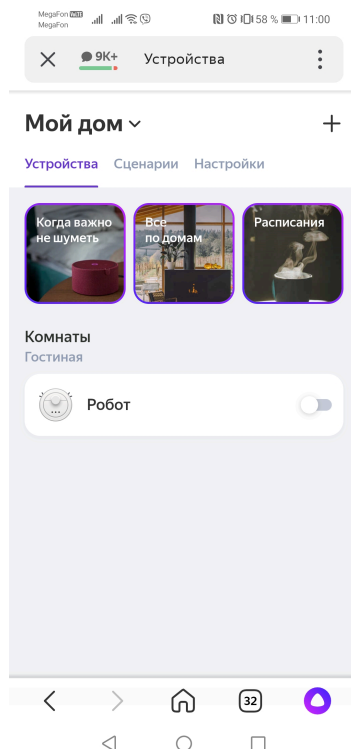 MegaFon VoWiFi
MegaFon
58 % 11:00
9K+ Устройства
Мой дом
Устройства Сценарии Настройки
Когда важно
не шуметь
Все
по домам
Расписания
Комнаты
Гостиная
Робот
32